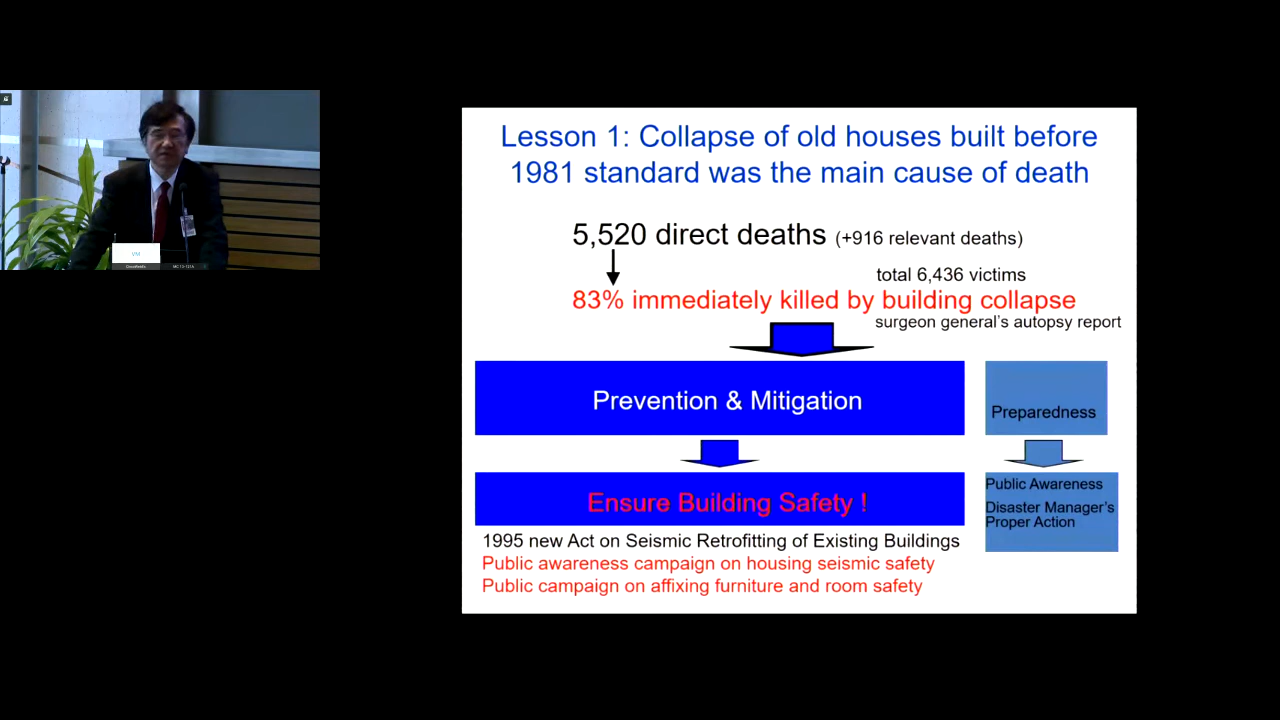 Lesson 1: Collapse of old houses built before
1981 standard was the main cause of death
5,520 direct deaths (+916 relevant deaths)
total 6,436 victims
83% immediately killed by building collapse
surgeon general's autopsy report
Prevention & Mitigation
Preparedness
Ensure Building Safety !
Public Awareness
Disaster Manager's
Proper Action
1995 new Act on Seismic Retrofitting of Existing Buildings
Public awareness campaign on housing seismic safety
Public campaign on affixing furniture and room safety
VM